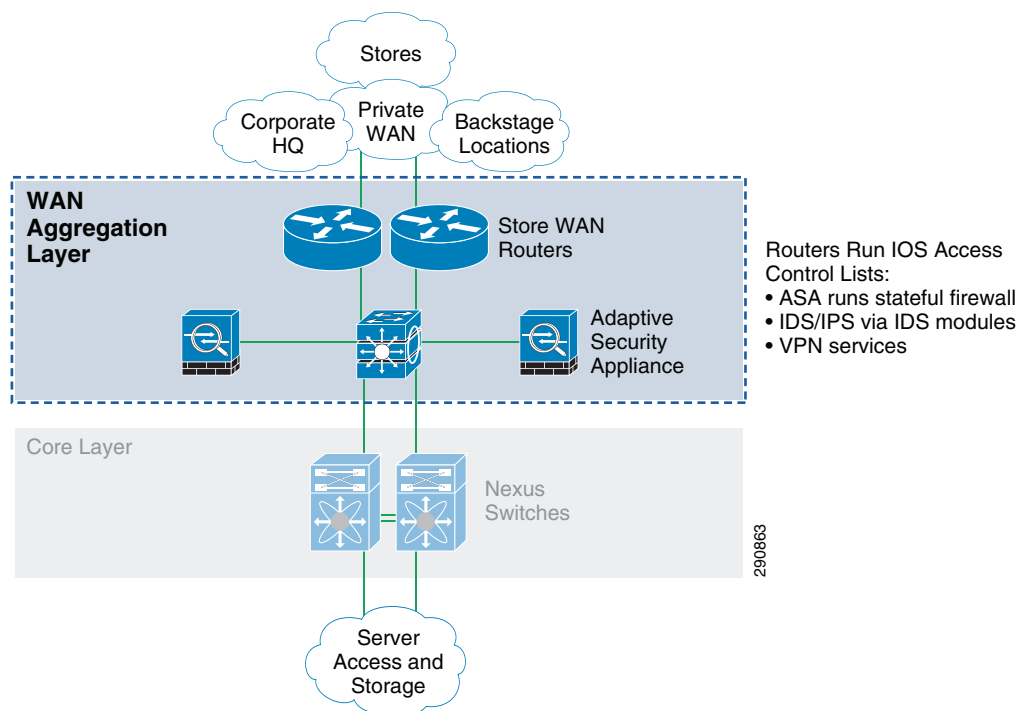 Stores
Private
WAN
Corporate
HQ
Backstage
Locations
WAN
Aggregation
Layer
Store WAN
Routers
Adaptive
Security
Appliance
Routers Run IOS Access
Control Lists:
• ASA runs stateful firewall
• IDS/IPS via IDS modules
• VPN services
Core Layer
Nexus
Switches
290863
Server
Access and
Storage